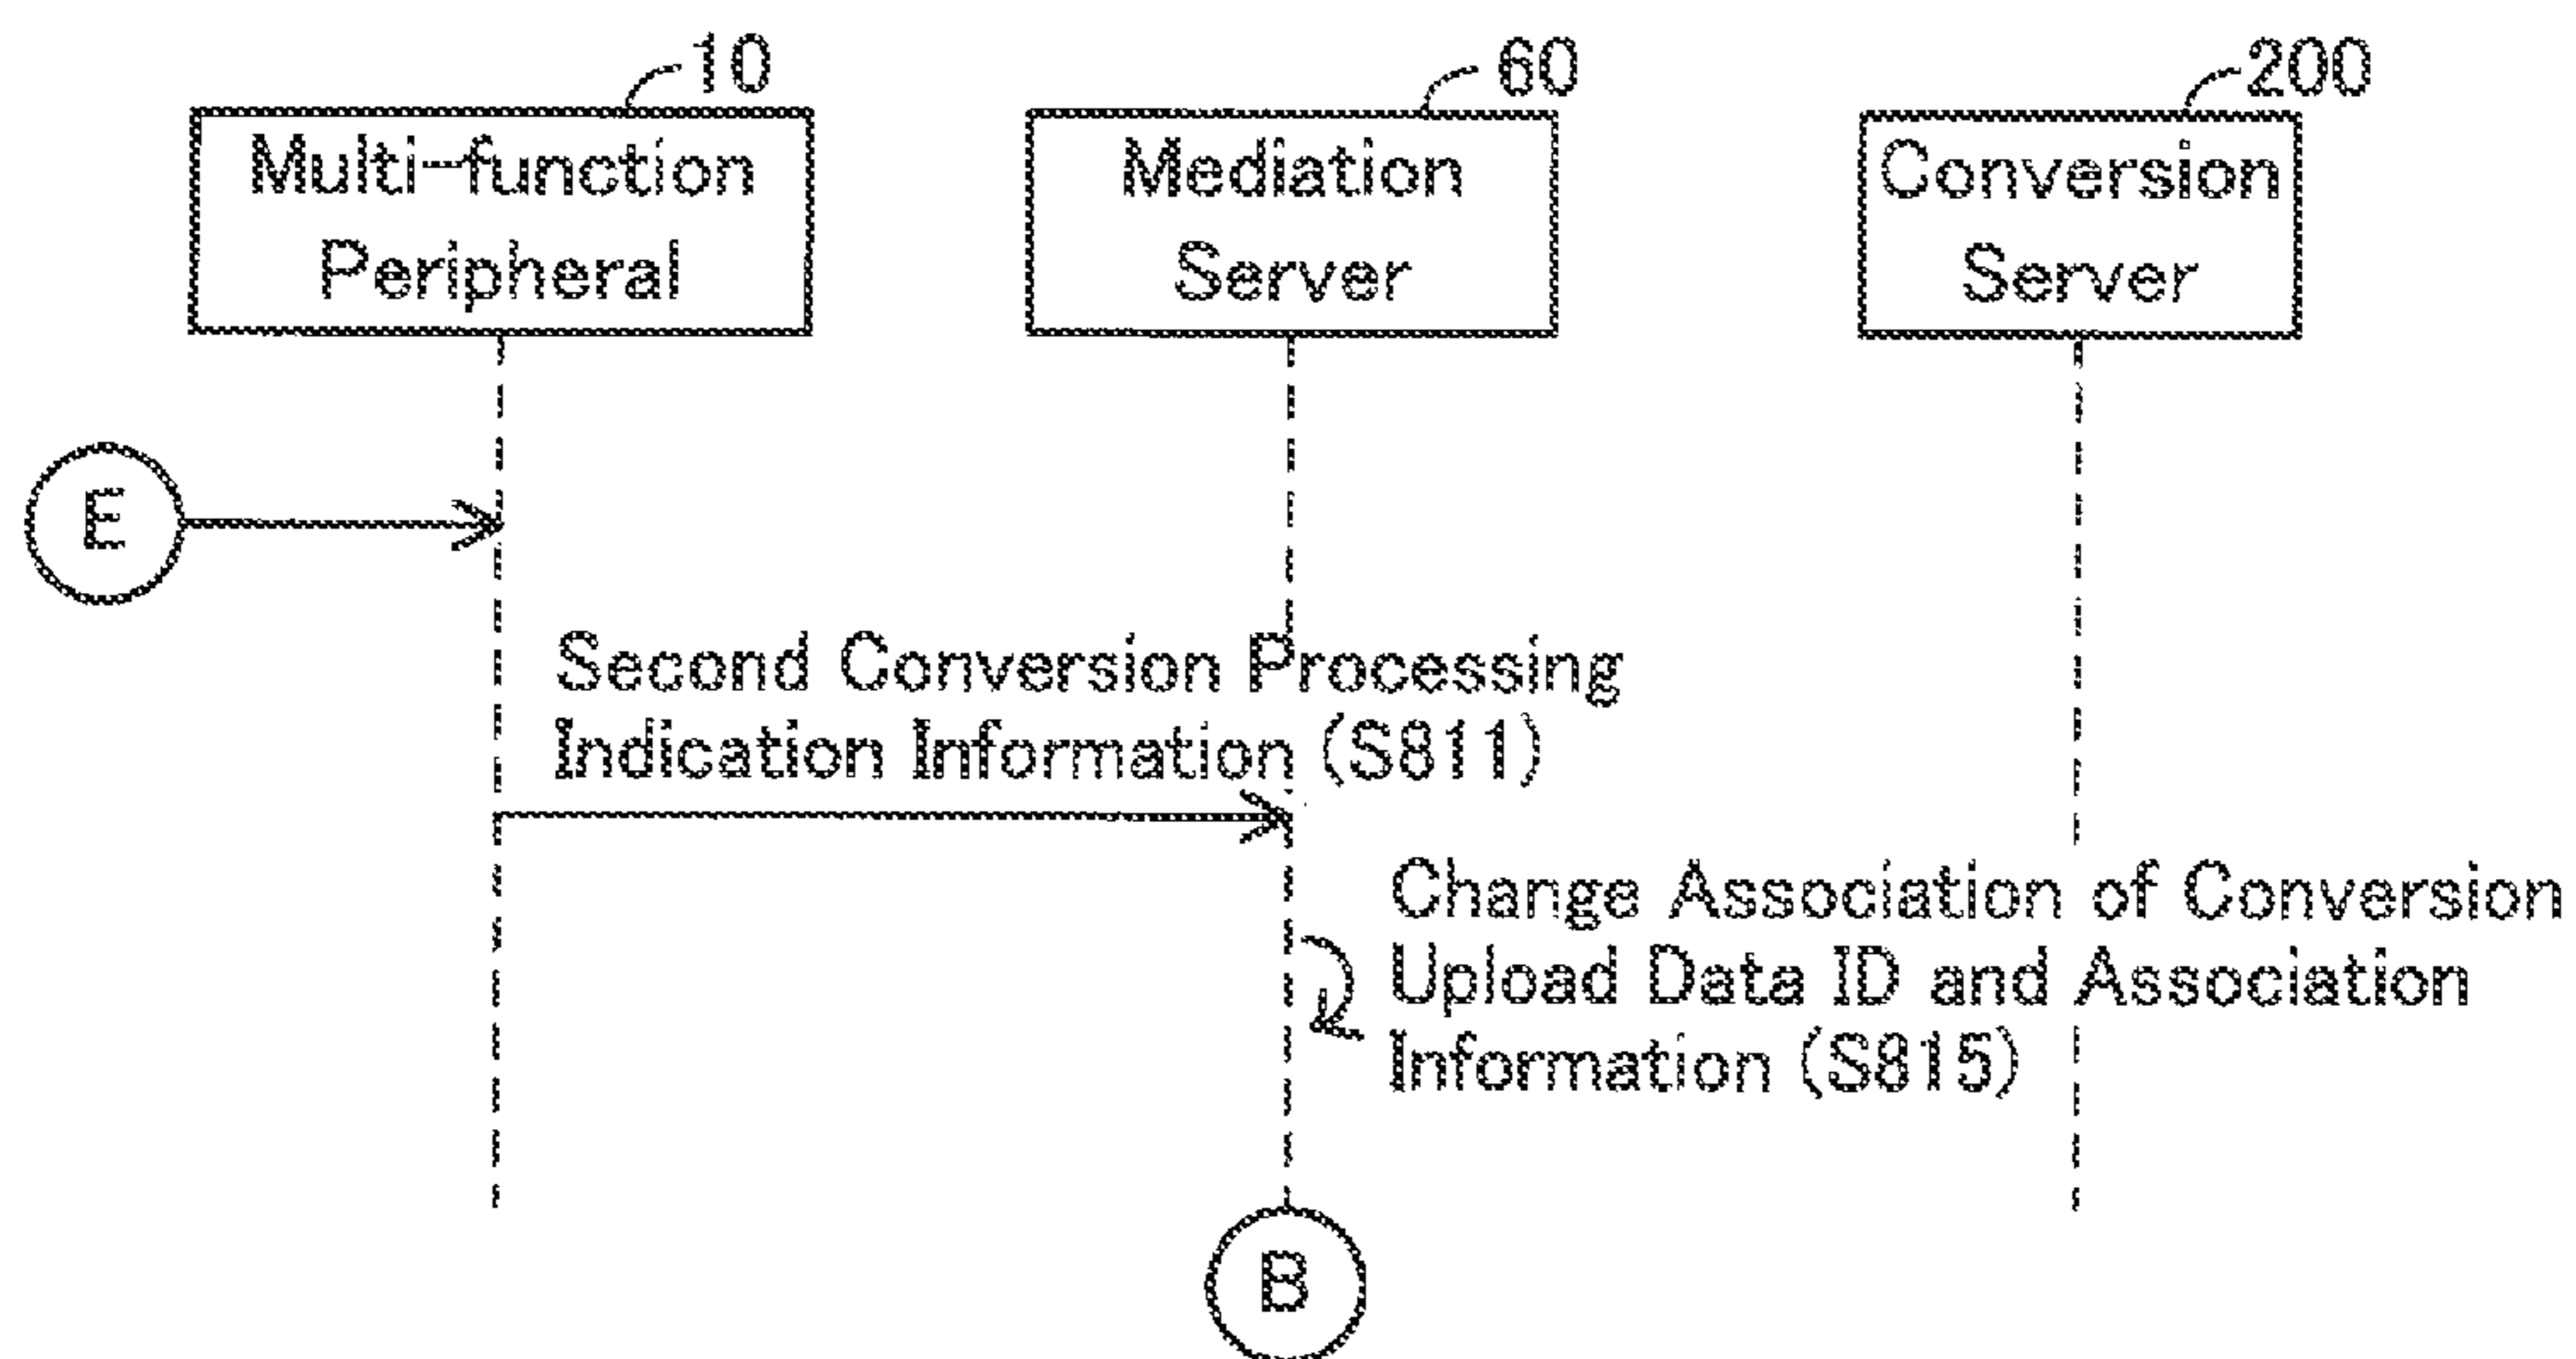 10
60
200
Multi-function
Peripheral
Mediation
Server
Conversion
Server
E
Second Conversion Processing
Indication Information (S811)
Change Association of Conversion
Upload Data ID and Association
Information (S815)
B